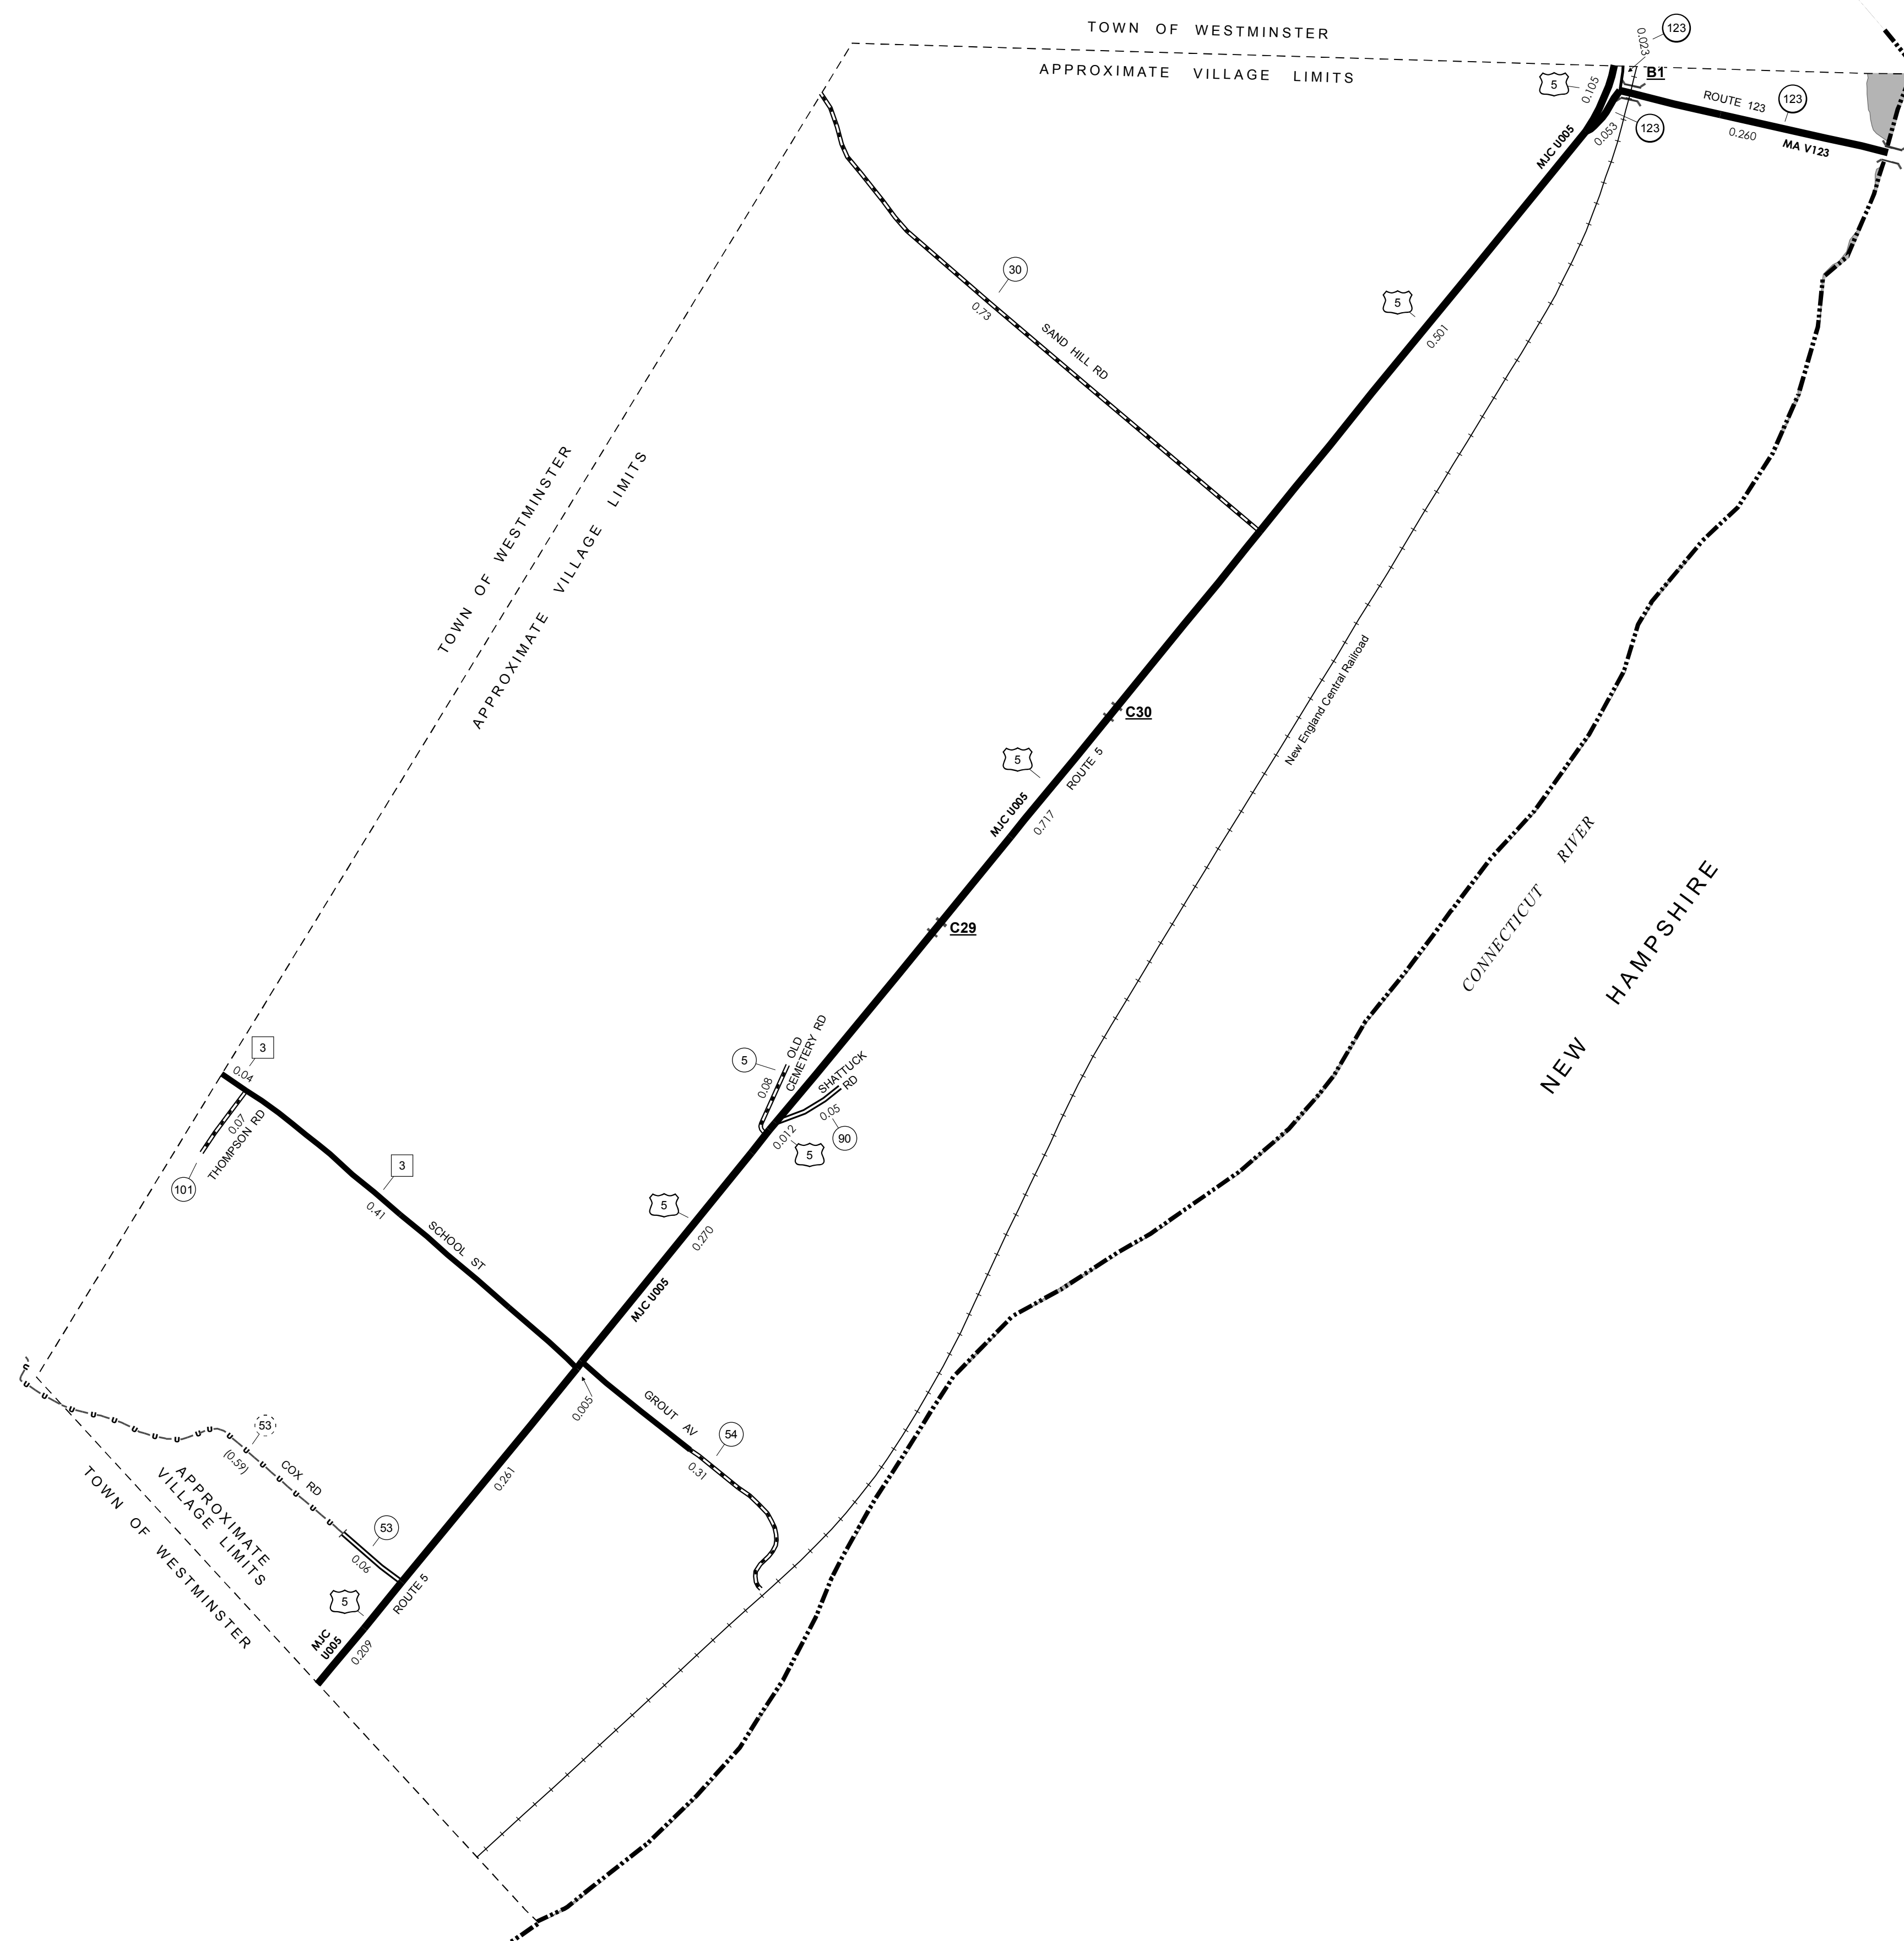 TOWN OF WESTMINSTER
APPROXIMATE VILLAGE LIMITS
0.023
123
B1
5
0.105
ROUTE 123
123
0.260
MA V123
123
0.053
MJC U005
30
0.73
SAND HILL RD
5
0.501
TOWN OF WESTMINSTER
APPROXIMATE VILLAGE LIMITS
New England Central Railroad
C30
5
ROUTE 5
MJC U005
0.717
CONNECTICUT RIVER
NEW HAMPSHIRE
C29
5
OLD
CEMETERY RD
0.08
SHATTUCK
RD
0.05
90
0.012
5
3
0.04
0.07
THOMPSON RD
101
3
0.41
SCHOOL ST
5
0.270
MJC U005
0.005
GROUT AV
54
0.31
0.261
53
(0.59)
COX RD
53
0.06
APPROXIMATE
VILLAGE LIMITS
TOWN OF WESTMINSTER
5
ROUTE 5
MJC
U005
0.209